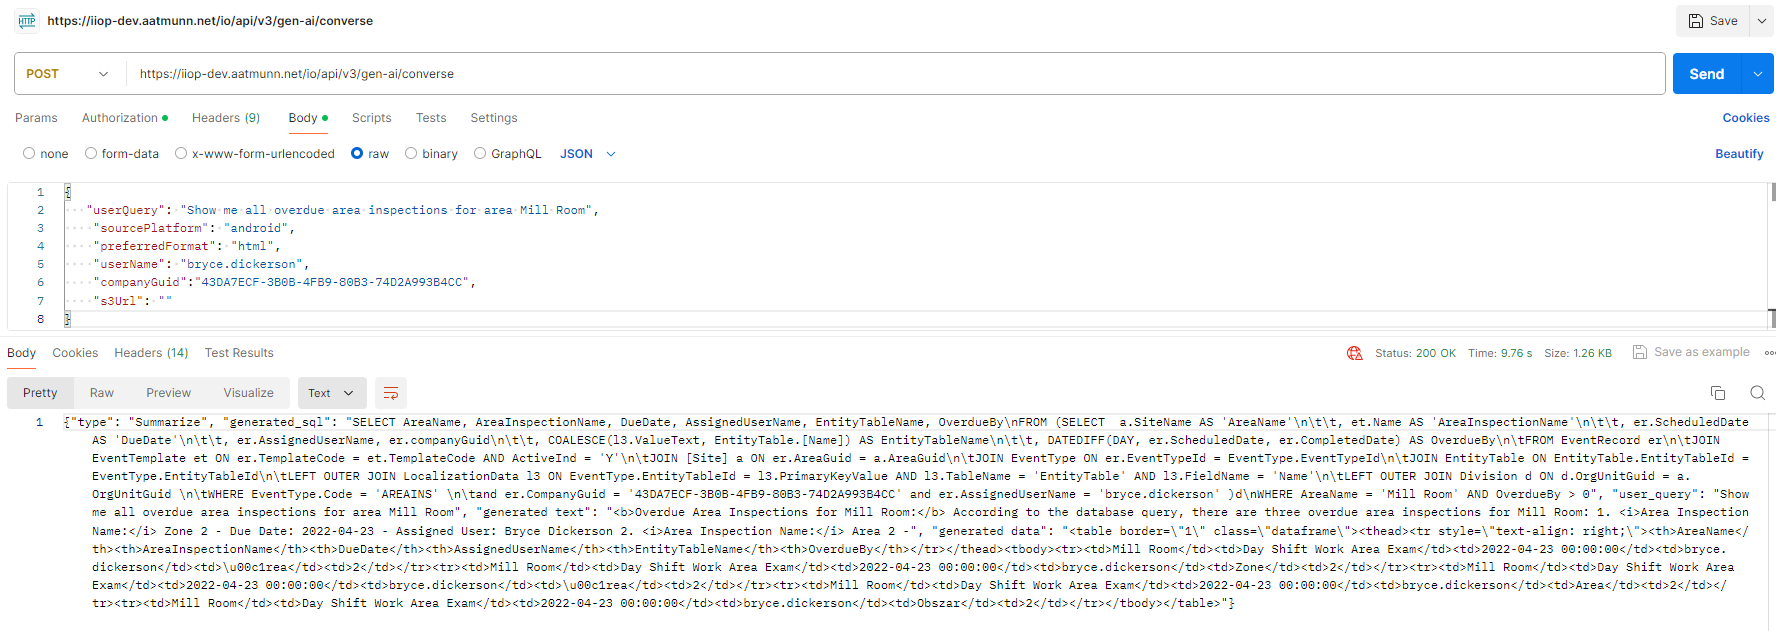 HTTP https://iiop-dev.aatmunn.net/io/api/v3/gen-ai/converse Save
POST https://iiop-dev.aatmunn.net/io/api/v3/gen-ai/converse Send
Params Authorization Headers (9) Body Scripts Tests Settings Cookies
none form-data x-www-form-urlencoded raw binary GraphQL JSON Beautify
1 {
2 "userQuery": "Show me all overdue area inspections for area Mill Room",
3 "sourcePlatform": "android",
4 "preferredFormat": "html",
5 "userName": "bryce.dickerson",
6 "companyGuid":"43DA7ECF-3B0B-4FB9-80B3-74D2A993B4CC",
7 "s3Url": ""
8 }
Body Cookies Headers (14) Test Results Status: 200 OK Time: 9.76 s Size: 1.26 KB Save as example
Pretty Raw Preview Visualize Text
1 {"type": "Summarize", "generated_sql": "SELECT AreaName, AreaInspectionName, DueDate, AssignedUserName, EntityTableName, OverdueBy\nFROM (SELECT  a.SiteName AS 'AreaName'\n\t\t, et.Name AS 'AreaInspectionName'\n\t\t, er.ScheduledDate
AS 'DueDate'\n\t\t, er.AssignedUserName, er.companyGuid\n\t\t, COALESCE(l3.ValueText, EntityTable.[Name]) AS EntityTableName\n\t\t, DATEDIFF(DAY, er.ScheduledDate, er.CompletedDate) AS OverdueBy\n\tFROM EventRecord er\n\tJOIN
EventTemplate et ON er.TemplateCode = et.TemplateCode AND ActiveInd = 'Y'\n\tJOIN [Site] a ON er.AreaGuid = a.AreaGuid\n\tJOIN EventType ON er.EventTypeId = EventType.EventTypeId\n\tJOIN EntityTable ON EntityTable.EntityTableId =
EventType.EntityTableId\n\tLEFT OUTER JOIN LocalizationData l3 ON EventType.EntityTableId = l3.PrimaryKeyValue AND l3.TableName = 'EntityTable' AND l3.FieldName = 'Name'\n\tLEFT OUTER JOIN Division d ON d.OrgUnitGuid = a.
OrgUnitGuid \n\tWHERE EventType.Code = 'AREAINS' \n\tand er.CompanyGuid = '43DA7ECF-3B0B-4FB9-80B3-74D2A993B4CC' and er.AssignedUserName = 'bryce.dickerson' )d\nWHERE AreaName = 'Mill Room' AND OverdueBy > 0", "user_query": "Show
me all overdue area inspections for area Mill Room", "generated text": "<b>Overdue Area Inspections for Mill Room:</b> According to the database query, there are three overdue area inspections for Mill Room: 1. <i>Area Inspection
Name:</i> Zone 2 - Due Date: 2022-04-23 - Assigned User: Bryce Dickerson 2. <i>Area Inspection Name:</i> Area 2 -", "generated data": "<table border=\"1\" class=\"dataframe\"><thead><tr style=\"text-align: right;\"><th>AreaName</
th><th>AreaInspectionName</th><th>DueDate</th><th>AssignedUserName</th><th>EntityTableName</th><th>OverdueBy</th></tr></thead><tbody><tr><td>Mill Room</td><td>Day Shift Work Area Exam</td><td>2022-04-23 00:00:00</td><td>bryce.
dickerson</td><td>\u00c1rea</td><td>2</td></tr><tr><td>Mill Room</td><td>Day Shift Work Area Exam</td><td>2022-04-23 00:00:00</td><td>bryce.dickerson</td><td>Zone</td><td>2</td></tr><tr><td>Mill Room</td><td>Day Shift Work Area
Exam</td><td>2022-04-23 00:00:00</td><td>bryce.dickerson</td><td>\u00c1rea</td><td>2</td></tr><tr><td>Mill Room</td><td>Day Shift Work Area Exam</td><td>2022-04-23 00:00:00</td><td>bryce.dickerson</td><td>Area</td><td>2</td></
tr><tr><td>Mill Room</td><td>Day Shift Work Area Exam</td><td>2022-04-23 00:00:00</td><td>bryce.dickerson</td><td>Obszar</td><td>2</td></tr></tbody></table>"}